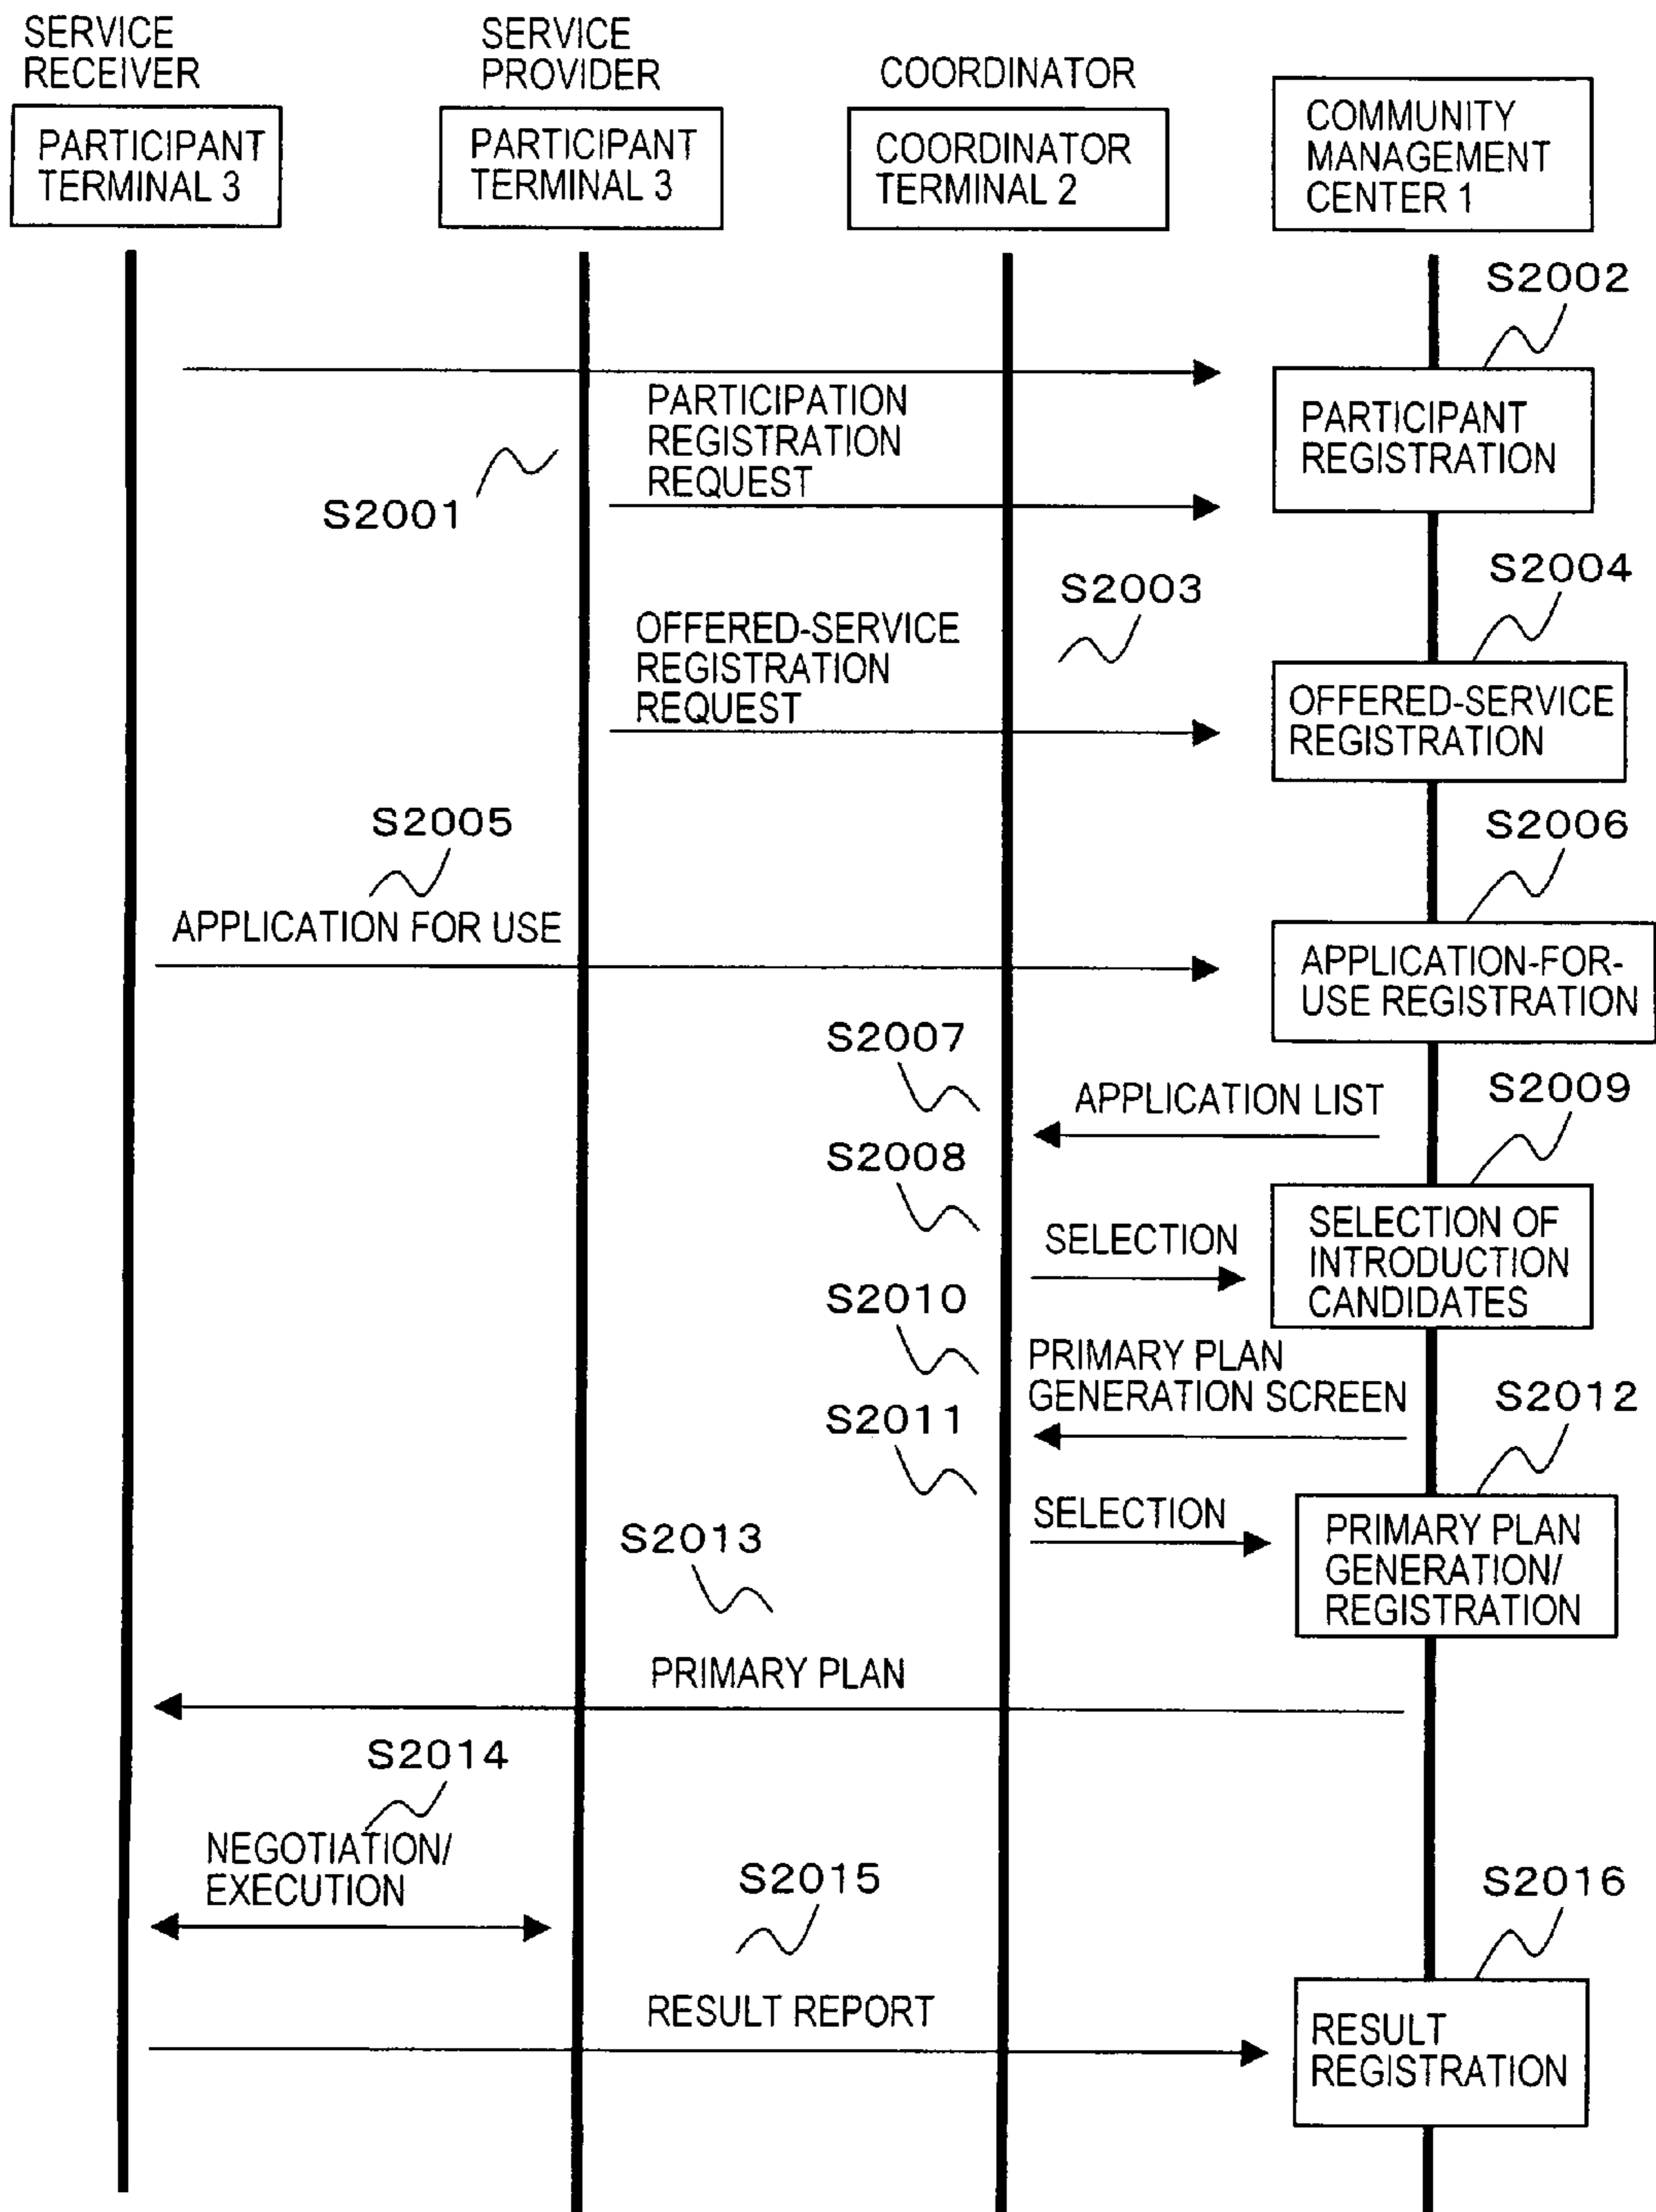 SERVICE
RECEIVER
SERVICE
PROVIDER
COORDINATOR
PARTICIPANT
TERMINAL 3
PARTICIPANT
TERMINAL 3
COORDINATOR
TERMINAL 2
COMMUNITY
MANAGEMENT
CENTER 1
S2002
PARTICIPATION
REGISTRATION
REQUEST
S2001
PARTICIPANT
REGISTRATION
S2003
S2004
OFFERED-SERVICE
REGISTRATION
REQUEST
OFFERED-SERVICE
REGISTRATION
S2005
S2006
APPLICATION FOR USE
APPLICATION-FOR-
USE REGISTRATION
S2007
APPLICATION LIST
S2009
S2008
SELECTION
SELECTION OF
INTRODUCTION
CANDIDATES
S2010
PRIMARY PLAN
GENERATION SCREEN
S2012
S2011
SELECTION
PRIMARY PLAN
GENERATION/
REGISTRATION
S2013
PRIMARY PLAN
S2014
NEGOTIATION/
EXECUTION
S2015
S2016
RESULT REPORT
RESULT
REGISTRATION